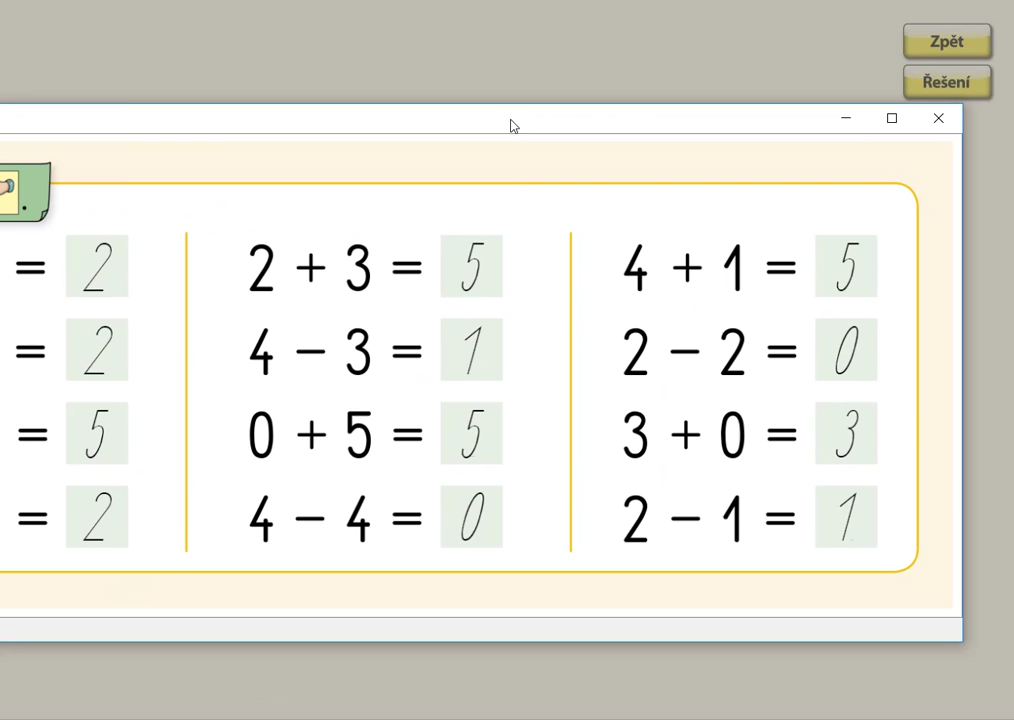 Zpět
Řešení
= 2 2 + 3 = 5 4 + 1 = 5
= 2 4 − 3 = 1 2 − 2 = 0
= 5 0 + 5 = 5 3 + 0 = 3
= 2 4 − 4 = 0 2 − 1 = 1